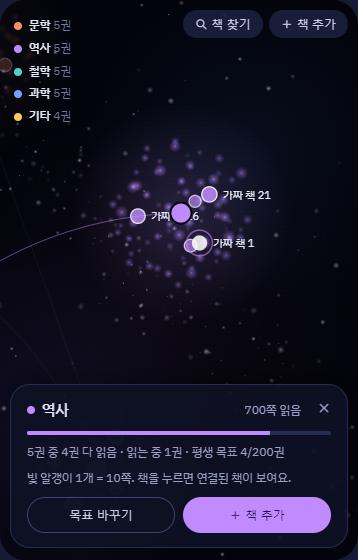 문학 5권
역사 5권
철학 5권
과학 5권
기타 4권
책 찾기
+ 책 추가
가짜 책 21
가짜 6
가짜 책 1
역사
700쪽 읽음
5권 중 4권 다 읽음 · 읽는 중 1권 · 평생 목표 4/200권
빛 알갱이 1개 = 10쪽. 책을 누르면 연결된 책이 보여요.
목표 바꾸기
+ 책 추가